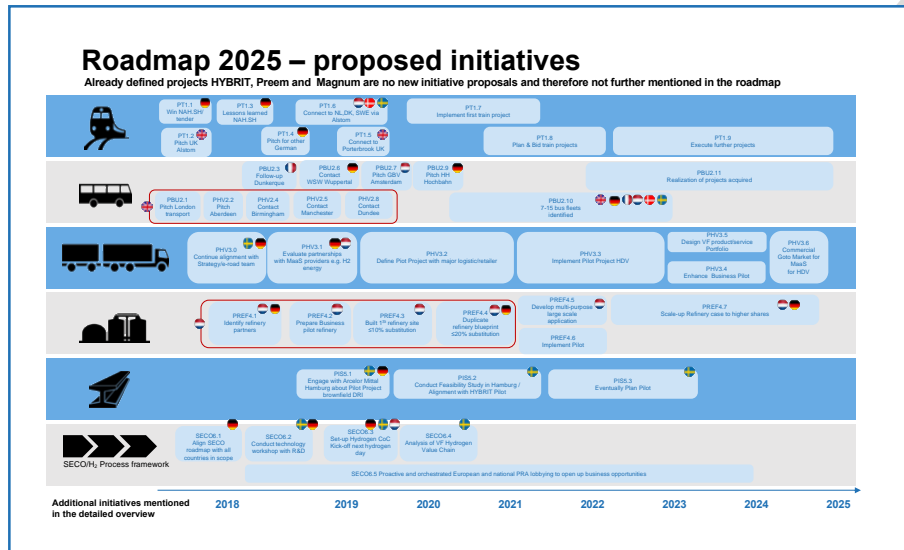 Roadmap 2025 – proposed initiatives
Already defined projects HYBRIT, Preem and Magnum are no new initiative proposals and therefore not further mentioned in the roadmap
PT1.1
Win NAH.SH/
tender
PT1.3
Lessons learned
NAH.SH
PT1.6
Connect to NL,DK, SWE via
Alstom
PT1.7
Implement first train project
PT1.2
Pitch UK
Alstom
PT1.4
Pitch for other
German
PT1.5
Connect to
Porterbrook UK
PT1.8
Plan & Bid train projects
PT1.9
Execute further projects
PBU2.3
Follow-up
Dunkerque
PBU2.6
Contact
WSW Wuppertal
PBU2.7
Pitch GBV
Amsterdam
PBU2.9
Pitch HH
Hochbahn
PBU2.11
Realization of projects acquired
PBU2.1
Pitch London
transport
PHV2.2
Pitch
Aberdeen
PHV2.4
Contact
Birmingham
PHV2.5
Contact
Manchester
PHV2.8
Contact
Dundee
PBU2.10
7-15 bus fleets
identified
PHV3.0
Continue alignment with
Strategy/e-road team
PHV3.1
Evaluate partnerships
with MaaS providers e.g. H2
energy
PHV3.2
Define Plot Project with major logistic/retailer
PHV3.3
Implement Pilot Project HDV
PHV3.5
Design VF product/service
Portfolio
PHV3.4
Enhance Business Pilot
PHV3.6
Commercial
Goto Market for
MaaS
for HDV
PREF4.1
Identify refinery
partners
PREF4.2
Prepare Business
pilot refinery
PREF4.3
Built 1st refinery site
≤10% substitution
PREF4.4
Duplicate
refinery blueprint
≤20% substitution
PREF4.5
Develop multi-purpose
large scale
application
PREF4.6
Implement Pilot
PREF4.7
Scale-up Refinery case to higher shares
PIS5.1
Engage with Arcelor Mittal
Hamburg about Pilot Project
brownfield DRI
PIS5.2
Conduct Feasibility Study in Hamburg /
Alignment with HYBRIT Pilot
PIS5.3
Eventually Plan Pilot
SECO/H₂ Process framework
SECO6.1
Align SECO
roadmap with all
countries in scope
SECO6.2
Conduct technology
workshop with R&D
SECO6.3
Set-up Hydrogen CoC
Kick-off next hydrogen
day
SECO6.4
Analysis of VF Hydrogen
Value Chain
SECO6.5 Proactive and orchestrated European and national PRA lobbying to open up business opportunities
Additional initiatives mentioned
in the detailed overview
2018 2019 2020 2021 2022 2023 2024 2025